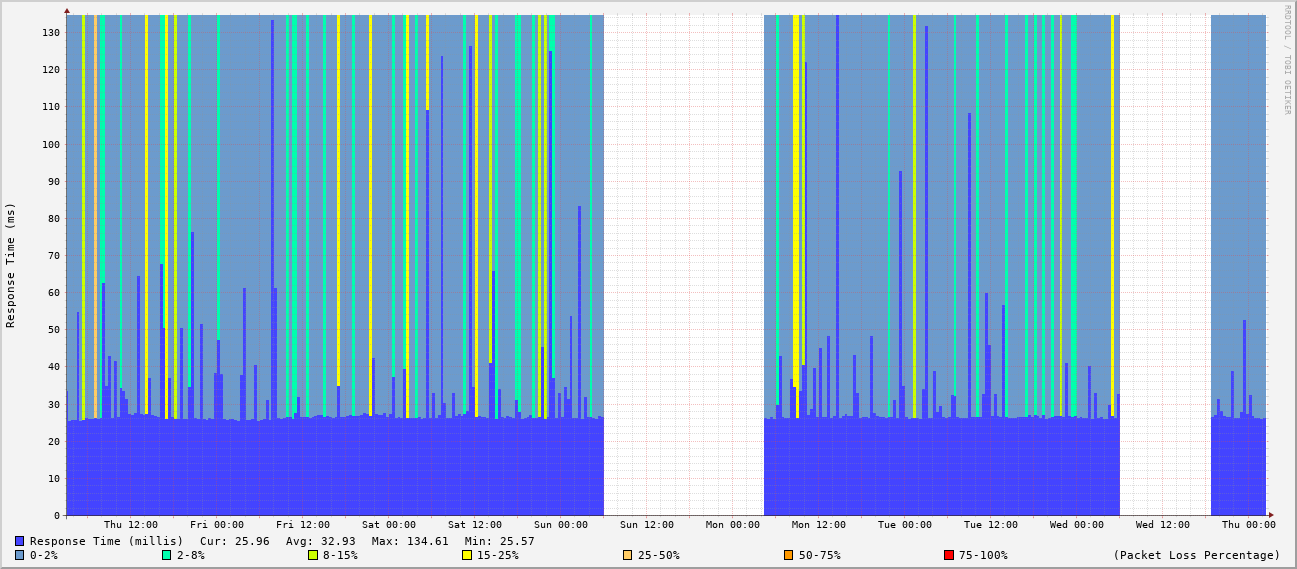 RRDTOOL / TOBI OETIKER
Response Time (ms)
130
120
110
100
90
80
70
60
50
40
30
20
10
0
Thu 12:00 Fri 00:00 Fri 12:00 Sat 00:00 Sat 12:00 Sun 00:00 Sun 12:00 Mon 00:00 Mon 12:00 Tue 00:00 Tue 12:00 Wed 00:00 Wed 12:00 Thu 00:00
Response Time (millis) Cur: 25.96 Avg: 32.93 Max: 134.61 Min: 25.57
0-2% 2-8% 8-15% 15-25% 25-50% 50-75% 75-100% (Packet Loss Percentage)